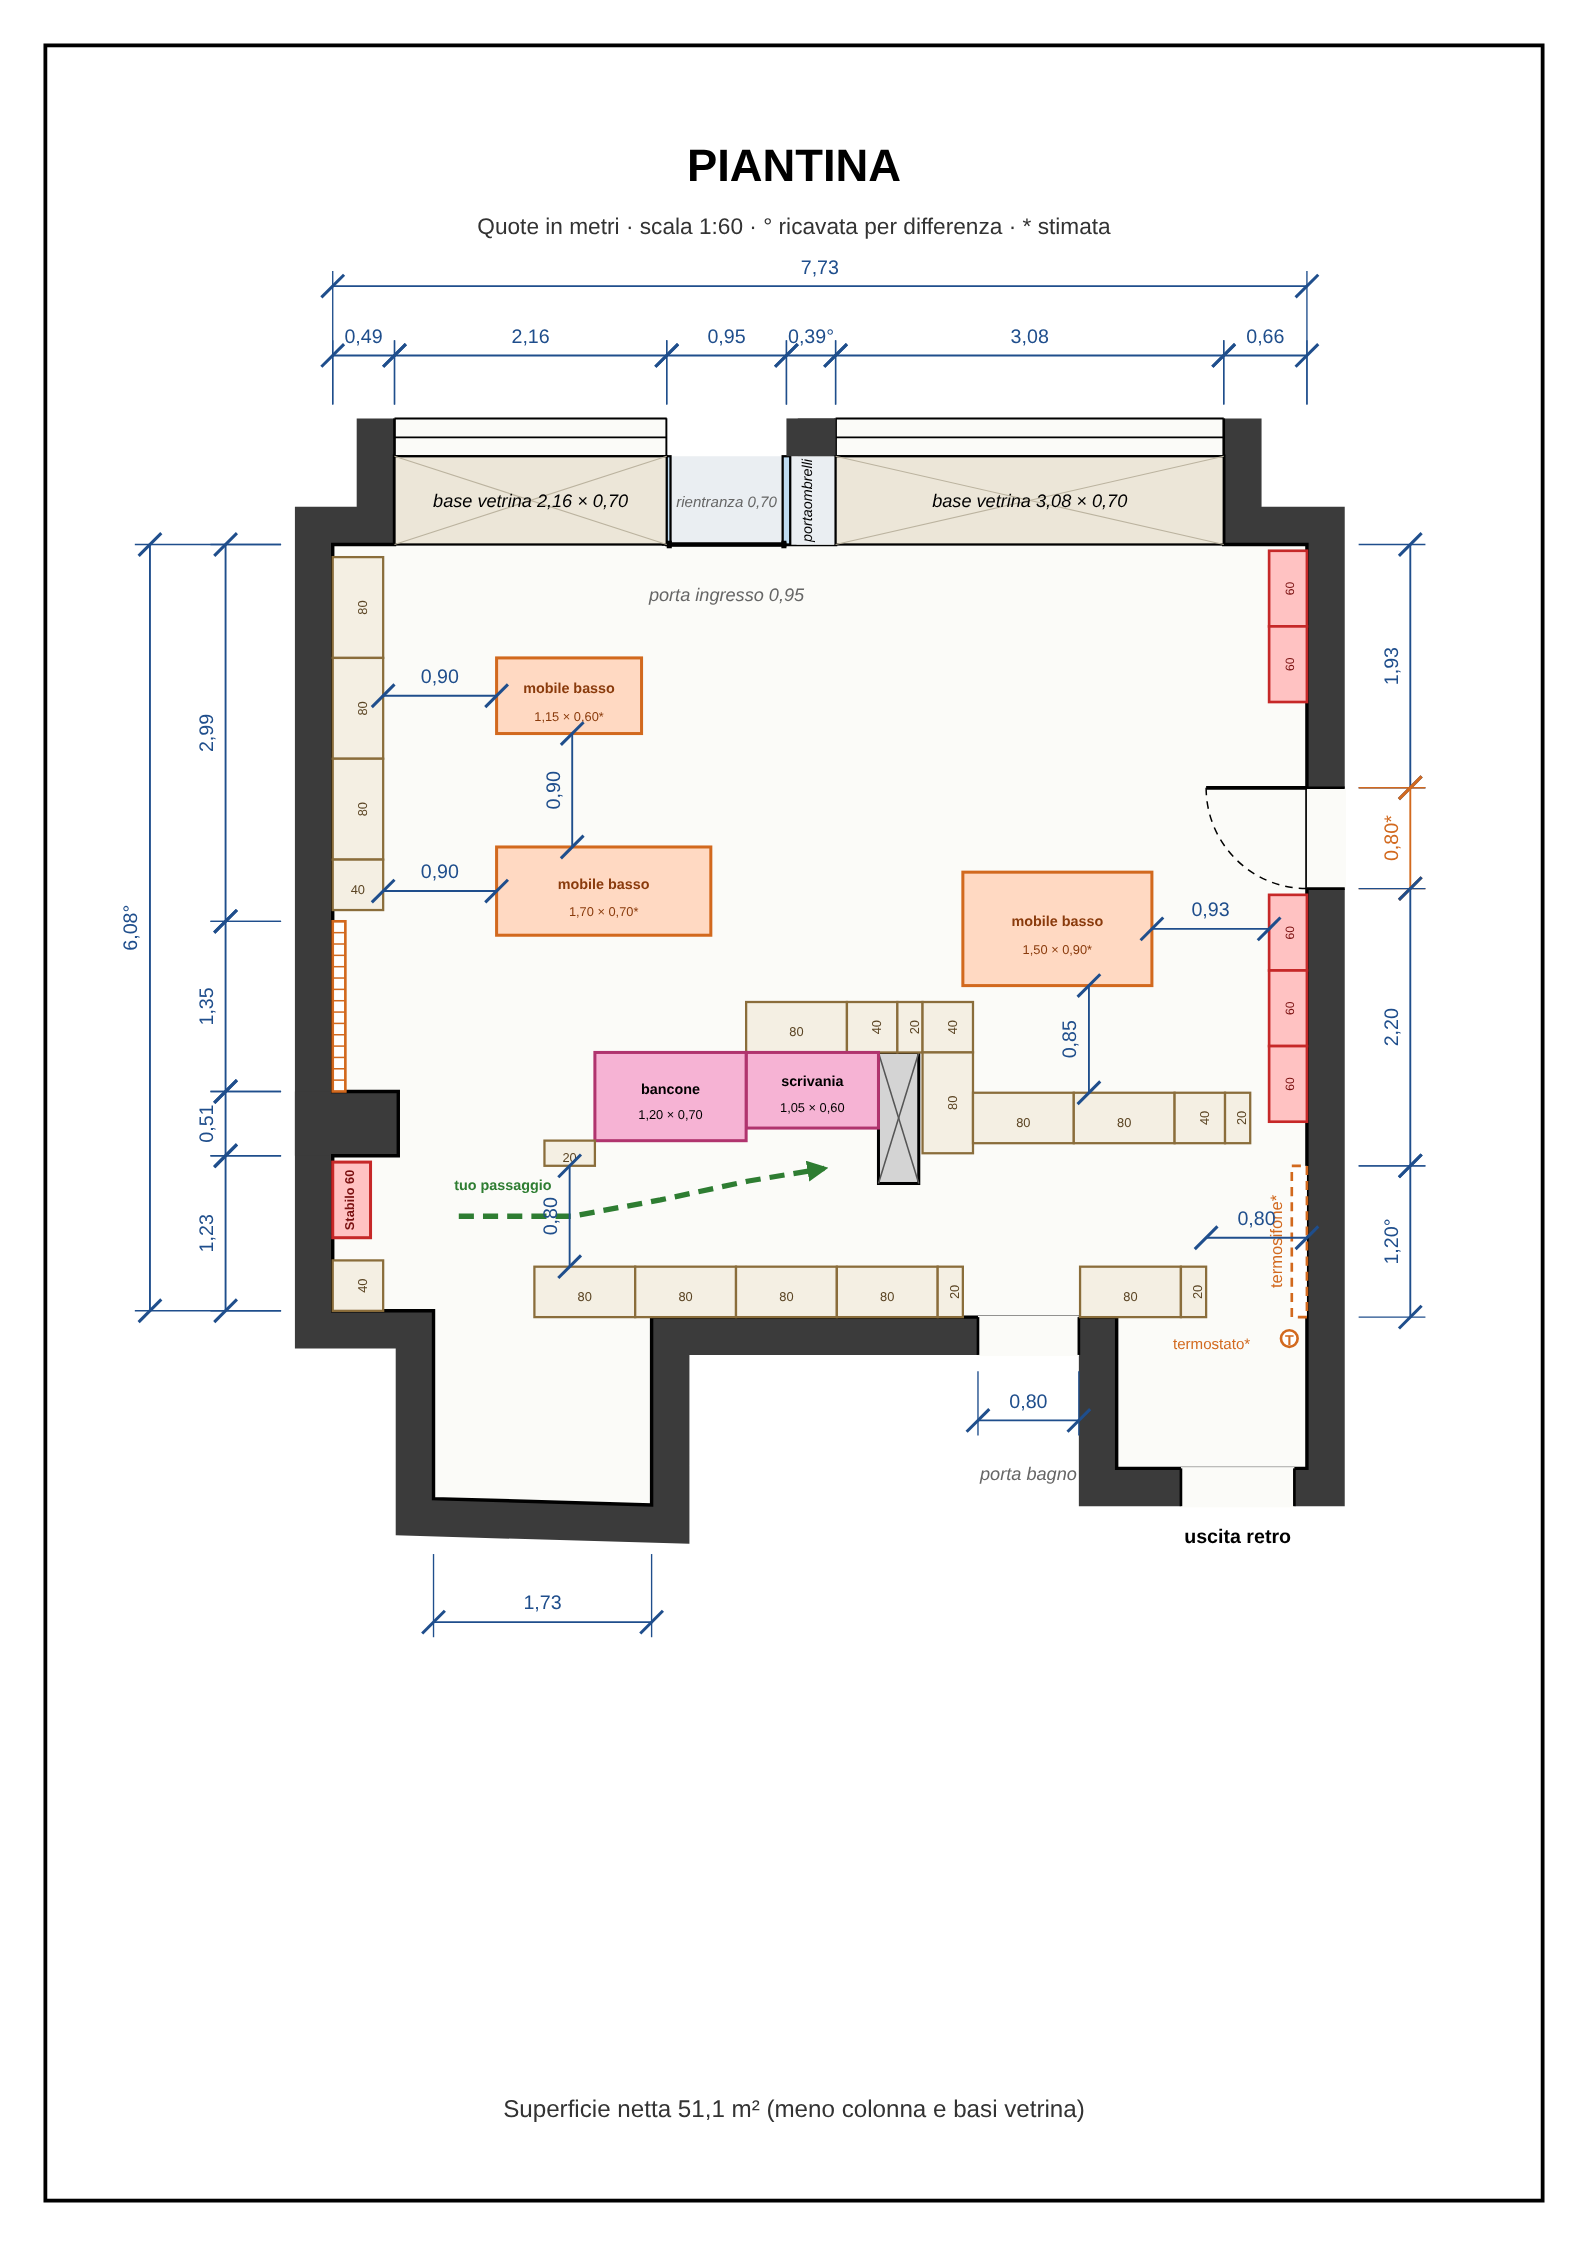 PIANTINA
Quote in metri · scala 1:60 · ° ricavata per differenza · * stimata
7,73
0,49 2,16 0,95 0,39° 3,08 0,66
base vetrina 2,16 × 0,70
rientranza 0,70
portaombrelli
base vetrina 3,08 × 0,70
porta ingresso 0,95
80
60
60
80
0,90
mobile basso
1,15 × 0,60*
1,93
2,99
0,90
80
0,80*
40
0,90
mobile basso
1,70 × 0,70*
mobile basso
1,50 × 0,90*
0,93
60
6,08°
1,35
80
40
20
40
0,85
60
2,20
60
bancone
1,20 × 0,70
scrivania
1,05 × 0,60
80
80
80
40
20
0,51
20
tuo passaggio
0,80
Stabilo 60
1,23
termosifone*
0,80
1,20°
40
80
80
80
80
20
80
20
termostato*
T
0,80
porta bagno
uscita retro
1,73
Superficie netta 51,1 m² (meno colonna e basi vetrina)